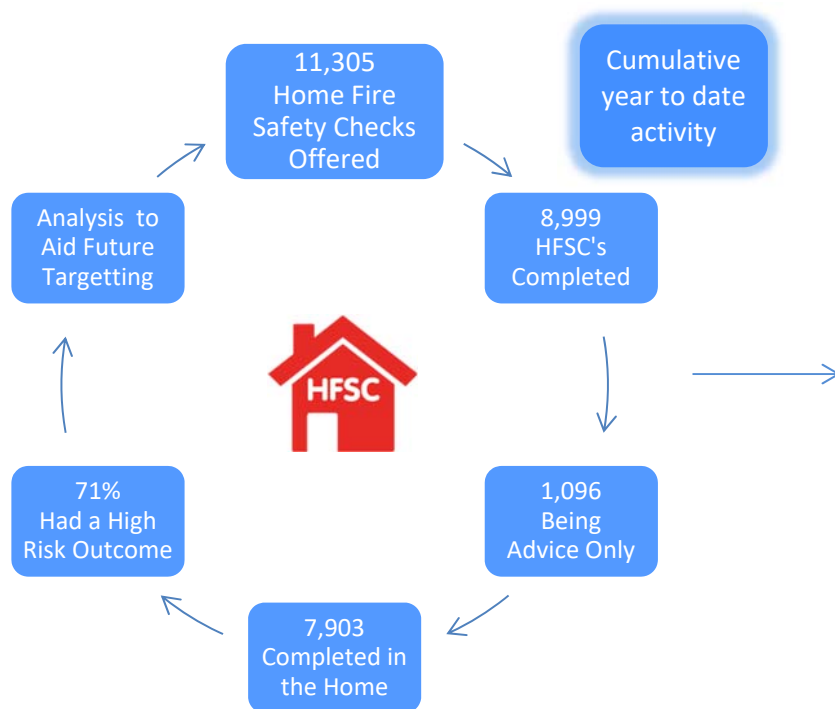 11,305
Home Fire
Safety Checks
Offered
Cumulative
year to date
activity
8,999
HFSC's
Completed
1,096
Being
Advice Only
7,903
Completed in
the Home
71%
Had a High
Risk Outcome
Analysis to
Aid Future
Targetting
HFSC